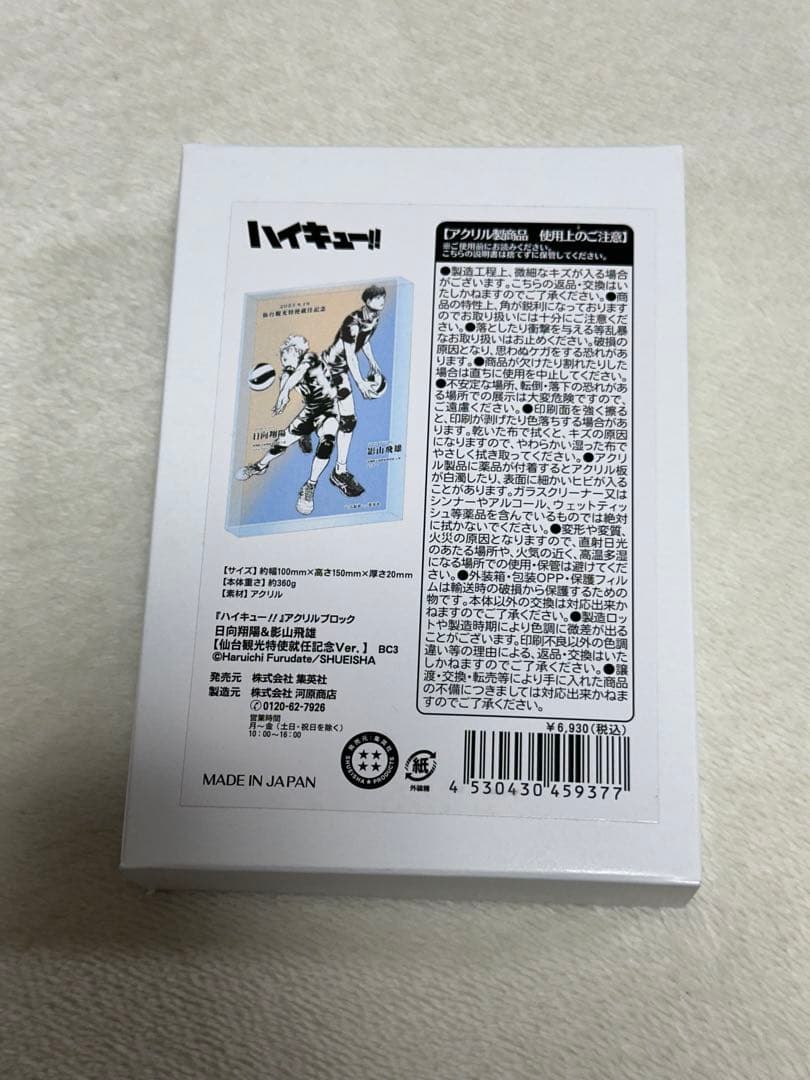 ハイキュー!!
仙台観光特使就任記念
日向翔陽
影山飛雄
【サイズ】約幅100mm×高さ150mm×厚さ20mm
【本体重さ】約360g
【素材】アクリル
『ハイキュー!!』アクリルブロック
日向翔陽&影山飛雄
【仙台観光特使就任記念Ver.】 BC3
©Haruichi Furudate/SHUEISHA
発売元 株式会社 集英社
製造元 株式会社 河原商店
✆0120-62-7926
営業時間
月〜金(土日・祝日を除く)
10:00〜16:00
MADE IN JAPAN
【アクリル製商品 使用上のご注意】
※ご使用前にお読みください。
こちらの説明書は捨てずに保管してください。
●製造工程上、微細なキズが入る場合
がございます。こちらの返品・交換はい
たしかねますのでご了承ください。●商
品の特性上、角が鋭利になっております
のでお取り扱いには十分にご注意くださ
い。●落としたり衝撃を与える等乱暴
なお取り扱いはお止めください。破損の
原因となり、思わぬケガをする恐れがあ
ります。●商品が欠けたり割れたりした
場合は直ちに使用を中止してください。
●不安定な場所、転倒・落下の恐れがあ
る場所での展示は大変危険ですので、
ご遠慮ください。●印刷面を強く擦る
と、印刷が剥げたり色落ちする場合があ
ります。乾いた布で拭くと、キズの原因
になりますので、やわらかい湿った布で
やさしく拭き取ってください。●アクリ
ル製品に薬品が付着するとアクリル板
が白濁したり、表面に細かいヒビが入る
ことがあります。ガラスクリーナー又は
シンナーやアルコール、ウェットティッ
シュ等薬品を含んでいるものでは絶対
に拭かないでください。●変形や変質、
火災の原因となりますので、直射日光
のあたる場所や、火気の近く、高温多湿
になる場所での使用・保管は避けてくだ
さい。●外装箱・包装OPP・保護フィル
ムは輸送時の破損から保護するための
物です。本体以外の交換は対応出来か
ねますのでご了承ください。●製造ロッ
トや製造時期により色調に微差が出る
ことがございます。印刷不良以外の色調
違い等の理由による、返品・交換はいた
しかねますのでご了承ください。●譲
渡・交換・転売等により手に入れた商品
の不備につきましては対応出来かねま
すのでご了承ください。
¥6,930(税込)
発売元:集英社
SHUEISHA★PRODUCTS
紙
外装箱
4 530430 459377